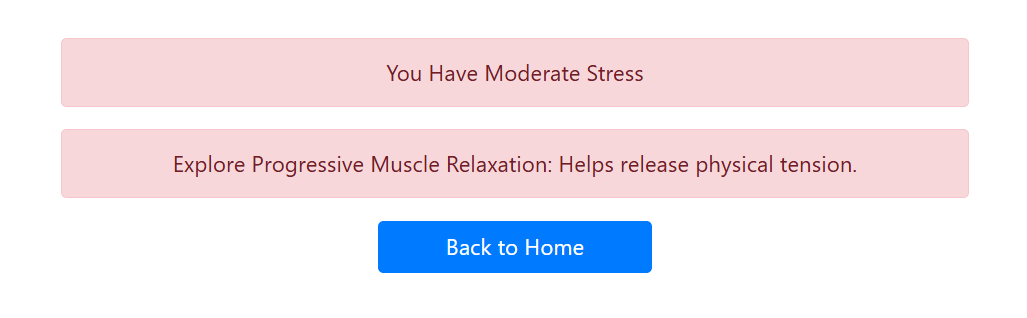 You Have Moderate Stress
Explore Progressive Muscle Relaxation: Helps release physical tension.
Back to Home